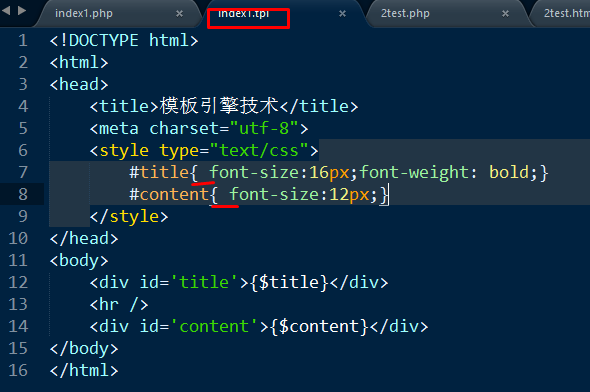 index1.php × index1.tpl × 2test.php × 2test.htm
1 <!DOCTYPE html>
2 <html>
3 <head>
4 <title>模板引擎技术</title>
5 <meta charset="utf-8">
6 <style type="text/css">
7 #title{ font-size:16px;font-weight: bold;}
8 #content{ font-size:12px;}
9 </style>
10 </head>
11 <body>
12 <div id='title'>{$title}</div>
13 <hr />
14 <div id='content'>{$content}</div>
15 </body>
16 </html>